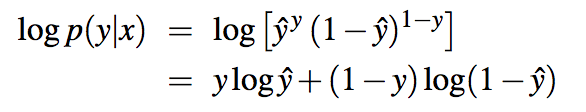 log p(y|x) = log [ŷ^y (1 − ŷ)^{1−y}]
= y log ŷ + (1 − y) log(1 − ŷ)